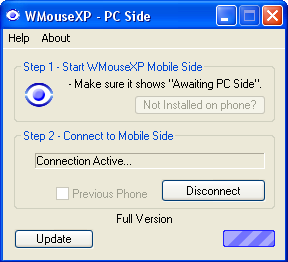 WMouseXP - PC Side
Help About
Step 1 - Start WMouseXP Mobile Side
- Make sure it shows "Awaiting PC Side".
Not Installed on phone?
Step 2 - Connect to Mobile Side
Connection Active...
Previous Phone
Disconnect
Full Version
Update